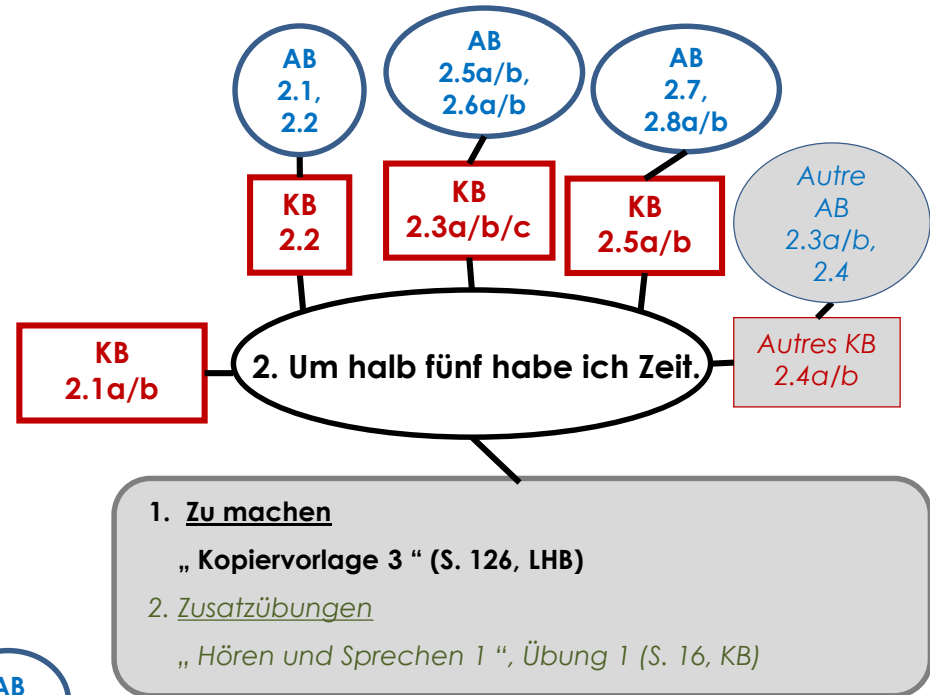 AB
2.1,
2.2
AB
2.5a/b,
2.6a/b
AB
2.7,
2.8a/b
Autre
AB
2.3a/b,
2.4
KB
2.2
KB
2.3a/b/c
KB
2.5a/b
Autres KB
2.4a/b
KB
2.1a/b
2. Um halb fünf habe ich Zeit.
1. Zu machen
„ Kopiervorlage 3 “ (S. 126, LHB)
2. Zusatzübungen
„ Hören und Sprechen 1 “, Übung 1 (S. 16, KB)
AB